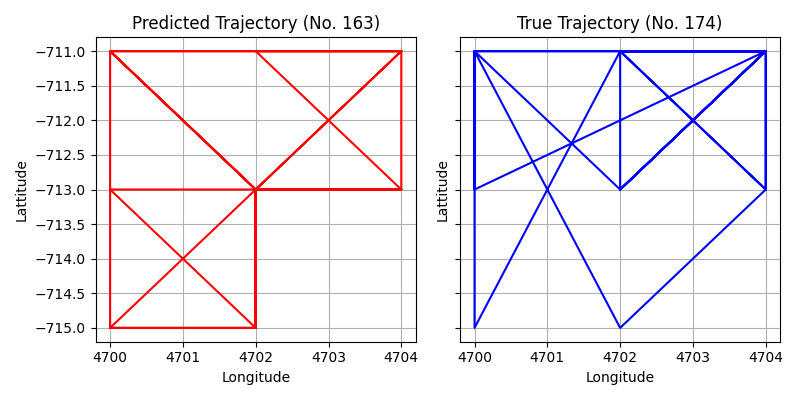 Predicted Trajectory (No. 163)
True Trajectory (No. 174)
−711.0
−711.5
−712.0
−712.5
−713.0
−713.5
−714.0
−714.5
−715.0
Lattitude
Lattitude
4700 4701 4702 4703 4704
4700 4701 4702 4703 4704
Longitude
Longitude